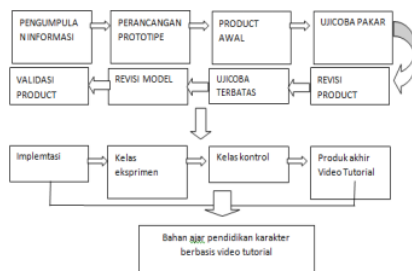 PENGUMPULA
N INFORMASI
PERANCANGAN
PROTOTIPE
PRODUCT
AWAL
UJICOBA PAKAR
VALIDASI
PRODUCT
REVISI MODEL
UJICOBA
TERBATAS
REVISI
PRODUCT
Implemtasi
Kelas
eksprimen
Kelas kontrol
Produk akhir
Video Tutorial
Bahan ajar pendidikan karakter
berbasis video tutorial